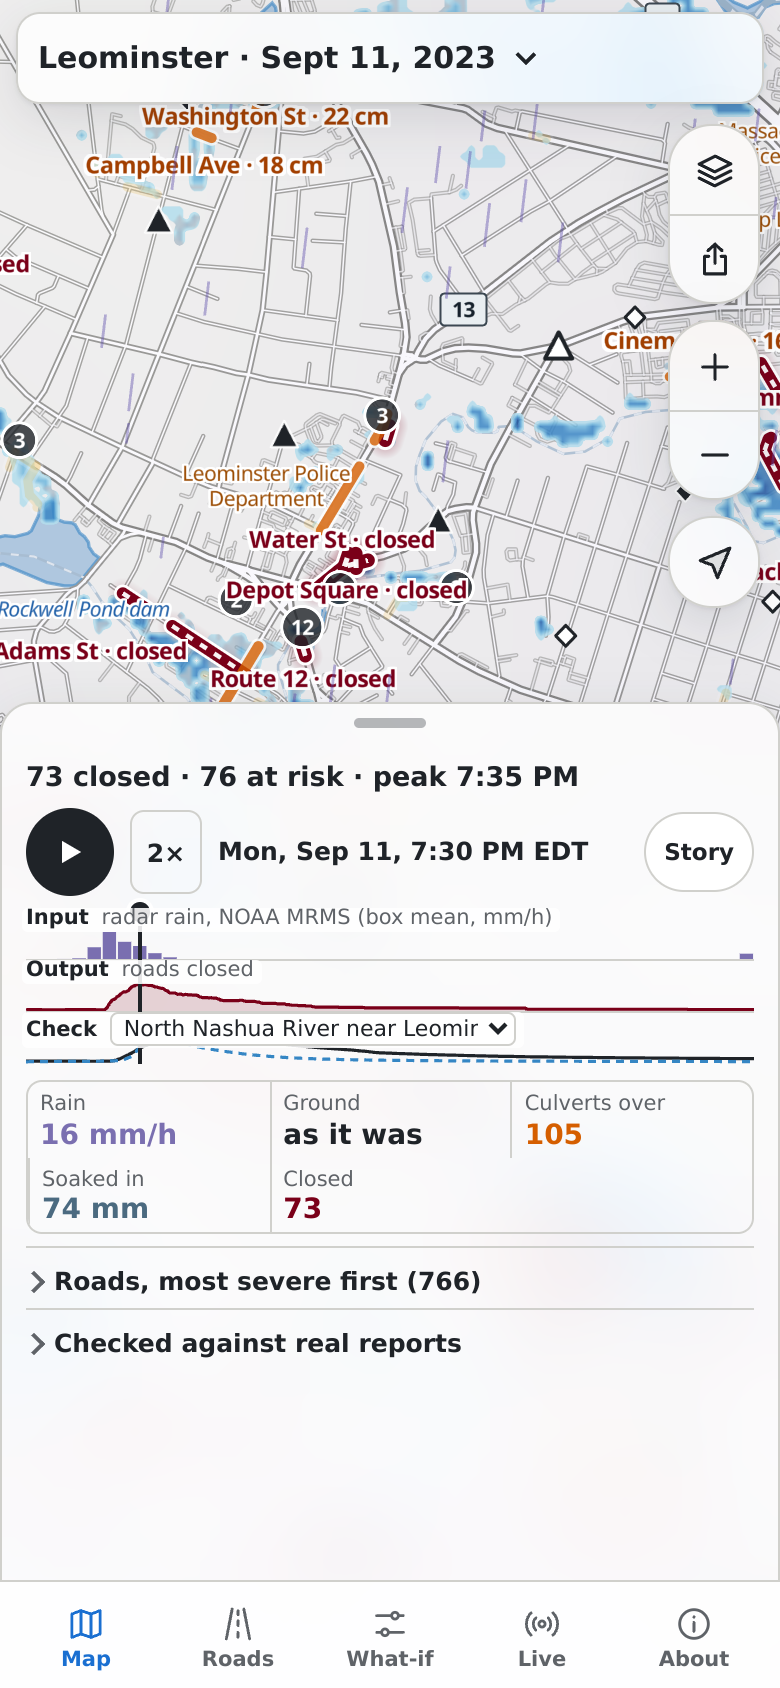 Leominster · Sept 11, 2023
Washington St · 22 cm
Campbell Ave · 18 cm
sed
13
Cinem
16
3
3
Leominster Police
Department
Water St · closed
Depot Square · closed
Rockwell Pond dam
12
Adams St · closed
Route 12 · closed
73 closed · 76 at risk · peak 7:35 PM
2×
Mon, Sep 11, 7:30 PM EDT
Story
Input radar rain, NOAA MRMS (box mean, mm/h)
Output roads closed
Check North Nashua River near Leomir
Rain
16 mm/h
Ground
as it was
Culverts over
105
Soaked in
74 mm
Closed
73
Roads, most severe first (766)
Checked against real reports
Map
Roads
What-if
Live
About